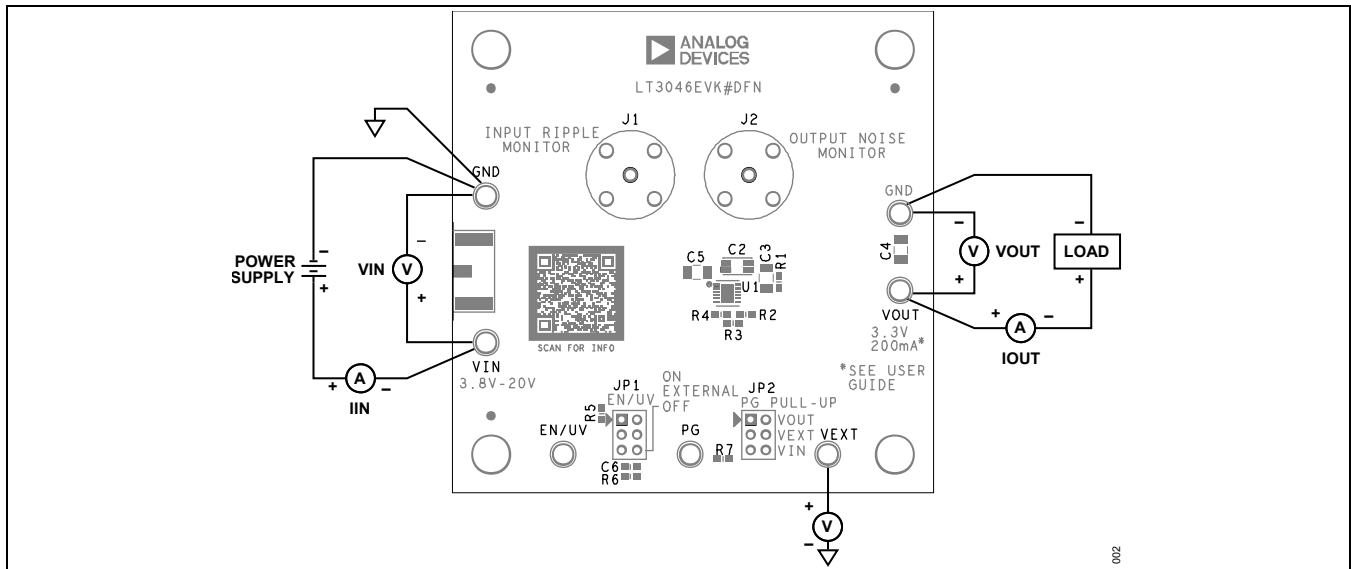 ANALOG
DEVICES
LT3046EVK#DFN
J1
J2
INPUT RIPPLE
MONITOR
OUTPUT NOISE
MONITOR
GND
GND
–
–
–
–
POWER
SUPPLY
+
VIN
V
+
C5
C2
C3
R1
U1
C4
V
VOUT
+
LOAD
+
R4
R2
R3
SCAN FOR INFO
VOUT
3.3V
200mA*
+
A
–
IOUT
VIN
3.8V-20V
+
A
–
IIN
*SEE USER
GUIDE
JP1
EN/UV
ON
EXTERNAL
OFF
JP2
PG PULL-UP
VOUT
VEXT
VIN
R5
EN/UV
PG
R7
VEXT
C6
R6
+
V
–
002